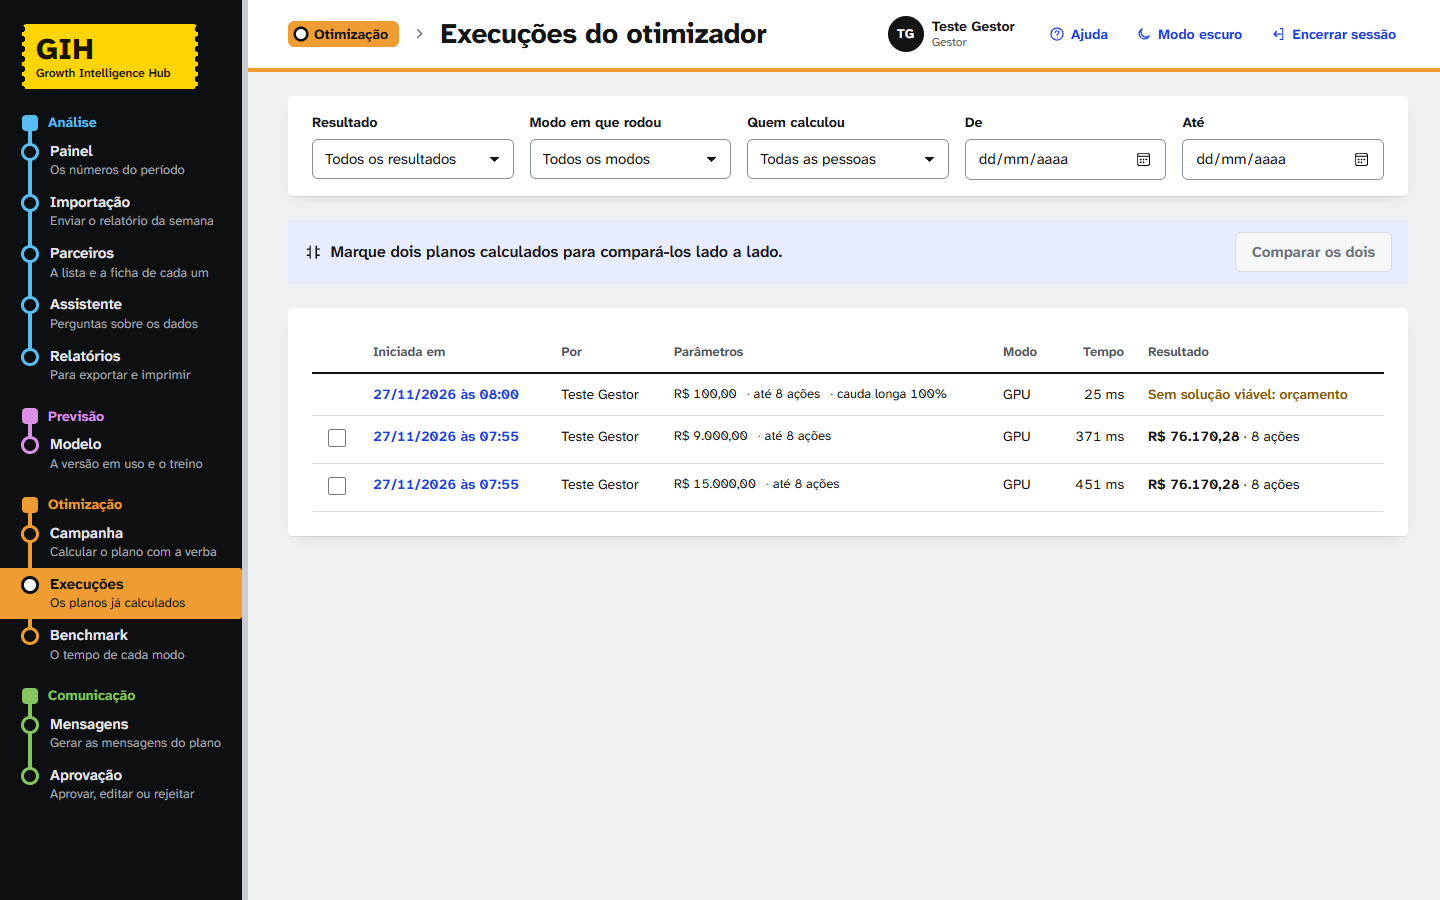 GIH
Growth Intelligence Hub
Análise
Painel
Os números do período
Importação
Enviar o relatório da semana
Parceiros
A lista e a ficha de cada um
Assistente
Perguntas sobre os dados
Relatórios
Para exportar e imprimir
Previsão
Modelo
A versão em uso e o treino
Otimização
Campanha
Calcular o plano com a verba
Execuções
Os planos já calculados
Benchmark
O tempo de cada modo
Comunicação
Mensagens
Gerar as mensagens do plano
Aprovação
Aprovar, editar ou rejeitar
Otimização > Execuções do otimizador
TG Teste Gestor
Gestor
Ajuda Modo escuro Encerrar sessão
Resultado Modo em que rodou Quem calculou De Até
Todos os resultados Todos os modos Todas as pessoas dd/mm/aaaa dd/mm/aaaa
Marque dois planos calculados para compará-los lado a lado. Comparar os dois
Iniciada em Por Parâmetros Modo Tempo Resultado
27/11/2026 às 08:00 Teste Gestor R$ 100,00 · até 8 ações · cauda longa 100% GPU 25 ms Sem solução viável: orçamento
27/11/2026 às 07:55 Teste Gestor R$ 9.000,00 · até 8 ações GPU 371 ms R$ 76.170,28 · 8 ações
27/11/2026 às 07:55 Teste Gestor R$ 15.000,00 · até 8 ações GPU 451 ms R$ 76.170,28 · 8 ações